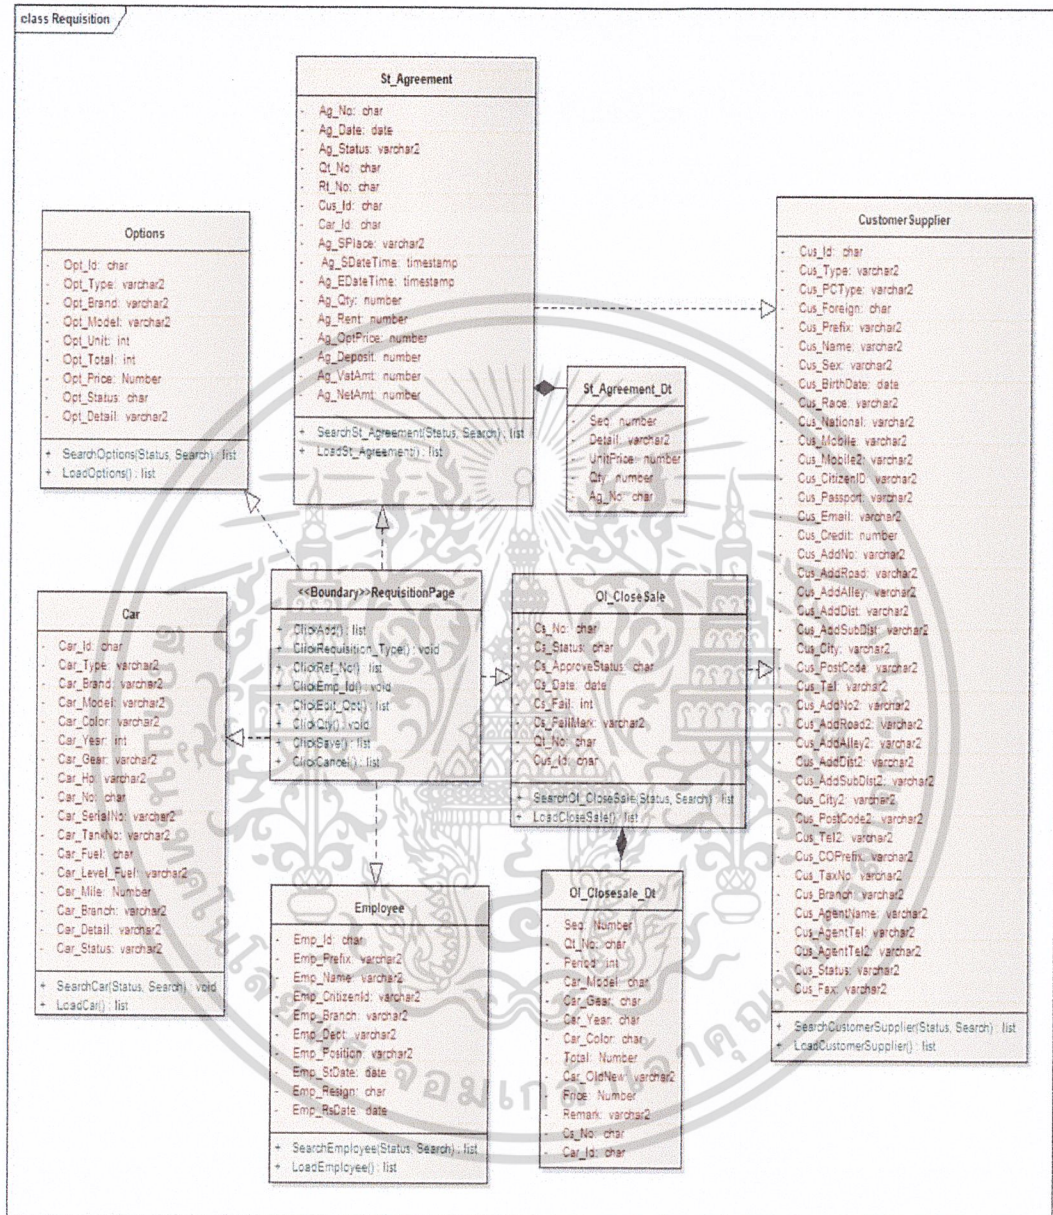 class Requisition
St_Agreement
- Ag_No: char
- Ag_Date: date
- Ag_Status: varchar2
- Qt_No: char
- Rt_No: char
- Cus_Id: char
- Car_Id: char
- Ag_SPlace: varchar2
- Ag_SDateTime: timestamp
- Ag_EDateTime: timestamp
- Ag_Qty: number
- Ag_Rent: number
- Ag_OptPrice: number
- Ag_Deposit: number
- Ag_VatAmt: number
- Ag_NetAmt: number
+ SearchSt_Agreement(Status, Search) : list
+ LoadSt_Agreement() : list
Options
- Opt_Id: char
- Opt_Type: varchar2
- Opt_Brand: varchar2
- Opt_Model: varchar2
- Opt_Unit: int
- Opt_Total: int
- Opt_Price: Number
- Opt_Status: char
- Opt_Detail: varchar2
+ SearchOptions(Status, Search) : list
+ LoadOptions() : list
St_Agreement_Dt
- Seq: number
- Detail: varchar2
- UnitPrice: number
- Qty: number
- Ag_No: char
CustomerSupplier
- Cus_Id: char
- Cus_Type: varchar2
- Cus_PCType: varchar2
- Cus_Foreign: char
- Cus_Prefix: varchar2
- Cus_Name: varchar2
- Cus_Sex: varchar2
- Cus_BirthDate: date
- Cus_Race: varchar2
- Cus_National: varchar2
- Cus_Mobile: varchar2
- Cus_Mobile2: varchar2
- Cus_CitizenID: varchar2
- Cus_Passport: varchar2
- Cus_Email: varchar2
- Cus_Credit: number
- Cus_AddNo: varchar2
- Cus_AddRoad: varchar2
- Cus_AddAlley: varchar2
- Cus_AddDist: varchar2
- Cus_AddSubDist: varchar2
- Cus_City: varchar2
- Cus_PostCode: varchar2
- Cus_Tel: varchar2
- Cus_AddNo2: varchar2
- Cus_AddRoad2: varchar2
- Cus_AddAlley2: varchar2
- Cus_AddDist2: varchar2
- Cus_AddSubDist2: varchar2
- Cus_City2: varchar2
- Cus_PostCode2: varchar2
- Cus_Tel2: varchar2
- Cus_COPrefix: varchar2
- Cus_TaxNo: varchar2
- Cus_Branch: varchar2
- Cus_AgentName: varchar2
- Cus_AgentTel: varchar2
- Cus_AgentTel2: varchar2
- Cus_Status: varchar2
- Cus_Fax: varchar2
+ SearchCustomerSupplier(Status, Search) : list
+ LoadCustomerSupplier() : list
Car
- Car_Id: char
- Car_Type: varchar2
- Car_Brand: varchar2
- Car_Model: varchar2
- Car_Color: varchar2
- Car_Year: int
- Car_Gear: varchar2
- Car_Hp: varchar2
- Car_No: char
- Car_SerialNo: varchar2
- Car_TankNo: varchar2
- Car_Fuel: char
- Car_Level_Fuel: varchar2
- Car_Mile: Number
- Car_Branch: varchar2
- Car_Detail: varchar2
- Car_Status: varchar2
+ SearchCar(Status, Search) : void
+ LoadCar() : list
<<Boundary>>RequisitionPage
+ ClickAdd() : list
+ ClickRequisition_Type() : void
+ ClickRef_No() : list
+ ClickEmp_Id() : void
+ ClickEdit_Opt() : list
+ ClickQty() : void
+ ClickSave() : list
+ ClickCancel() : list
Ol_CloseSale
- Cs_No: char
- Cs_Status: char
- Cs_ApproveStatus: char
- Cs_Date: date
- Cs_Fail: int
- Cs_FailMark: varchar2
- Qt_No: char
- Cus_Id: char
+ SearchOl_CloseSale(Status, Search) : list
+ LoadCloseSale() : list
Employee
- Emp_Id: char
- Emp_Prefix: varchar2
- Emp_Name: varchar2
- Emp_CritizenId: varchar2
- Emp_Branch: varchar2
- Emp_Dept: varchar2
- Emp_Position: varchar2
- Emp_StDate: date
- Emp_Resign: char
- Emp_RsDate: date
+ SearchEmployee(Status, Search) : list
+ LoadEmployee() : list
Ol_Closesale_Dt
- Seq: Number
- Qt_No: char
- Period: int
- Car_Model: char
- Car_Gear: char
- Car_Year: char
- Car_Color: char
- Total: Number
- Car_OldNew: varchar2
- Price: Number
- Remark: varchar2
- Cs_No: char
- Car_Id: char